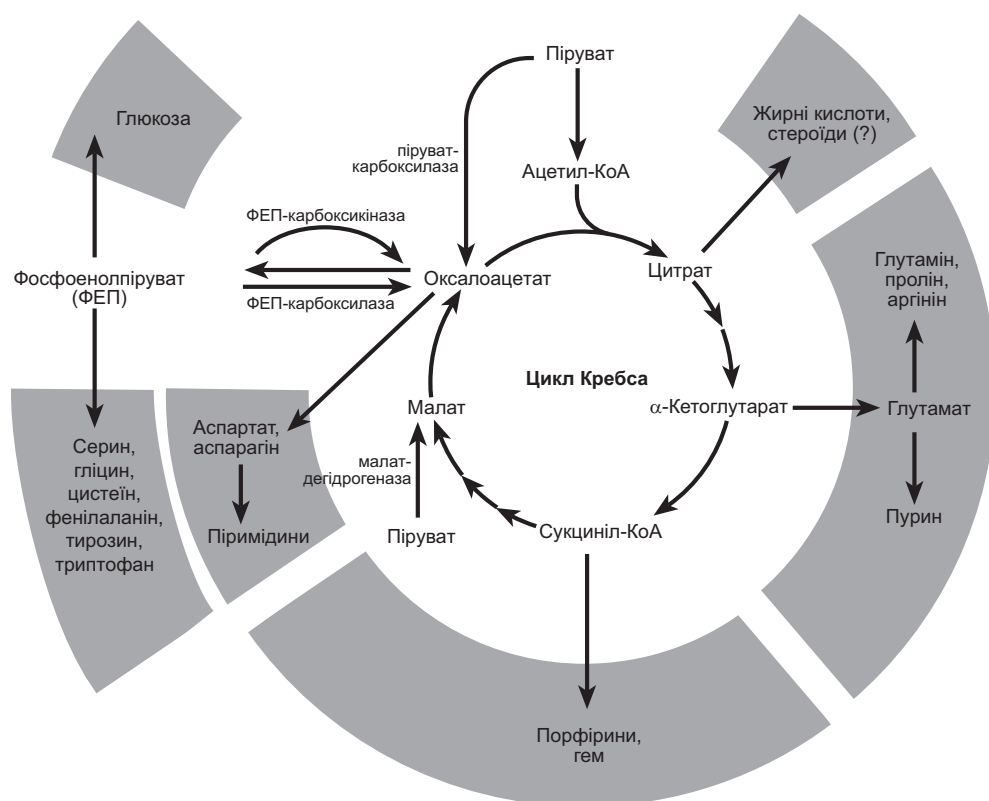 Піруват
Глюкоза
Жирні кислоти,
стероїди (?)
піруват-
карбоксилаза
Ацетил-КоА
ФЕП-карбоксикіназа
Фосфоенолпіруват
(ФЕП)
Оксалоацетат
Цитрат
Глутамін,
пролін,
аргінін
ФЕП-карбоксилаза
Цикл Кребса
Малат
α-Кетоглутарат
Глутамат
Аспартат,
аспарагін
Серин,
гліцин,
цистеїн,
фенілаланін,
тирозин,
триптофан
малат-
дегідрогеназа
Піримідини
Піруват
Сукциніл-КоА
Пурин
Порфірини,
гем